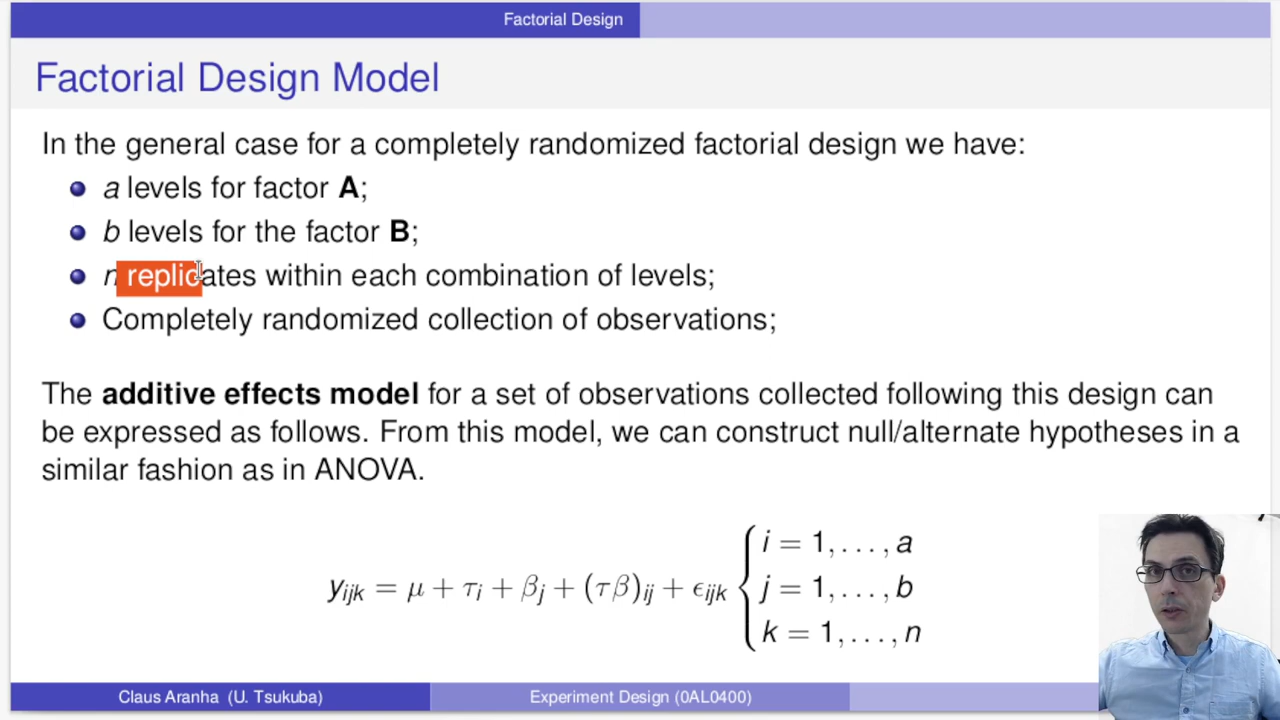 Factorial Design
Factorial Design Model
In the general case for a completely randomized factorial design we have:
a levels for factor A;
b levels for the factor B;
n replicates within each combination of levels;
Completely randomized collection of observations;
The additive effects model for a set of observations collected following this design can
be expressed as follows. From this model, we can construct null/alternate hypotheses in a
similar fashion as in ANOVA.
yijk = μ + τi + βj + (τβ)ij + ϵijk { i = 1, . . . , a
j = 1, . . . , b
k = 1, . . . , n
Claus Aranha (U. Tsukuba)
Experiment Design (0AL0400)